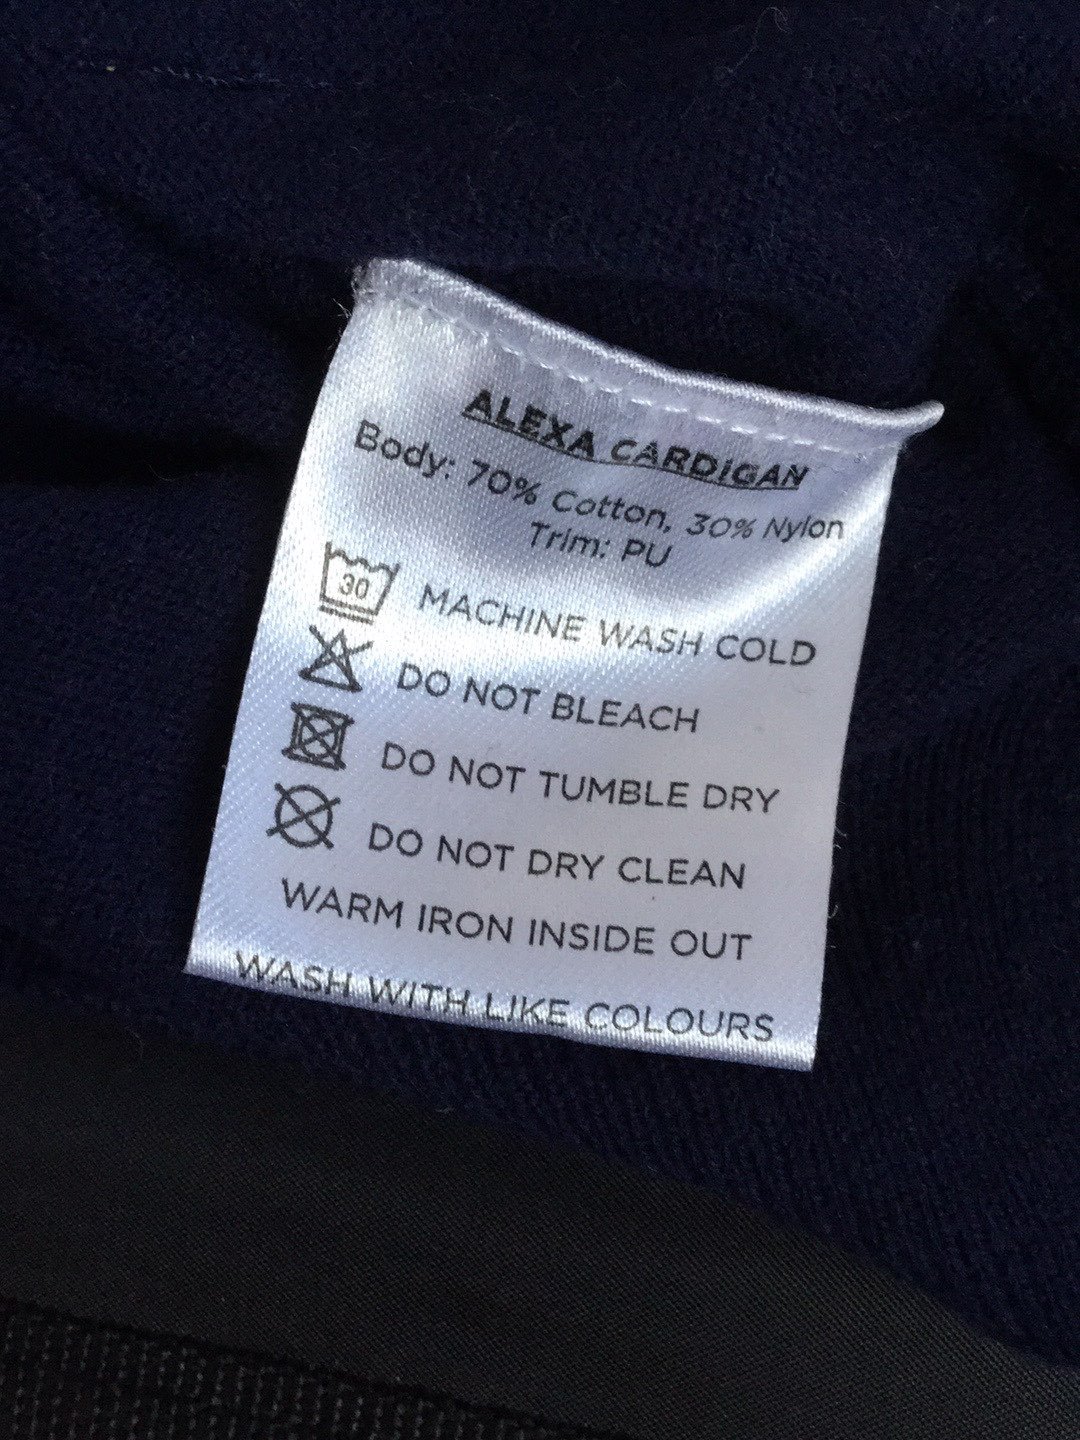 ALEXA CARDIGAN
Body: 70% Cotton, 30% Nylon
Trim: PU
30 MACHINE WASH COLD
DO NOT BLEACH
DO NOT TUMBLE DRY
DO NOT DRY CLEAN
WARM IRON INSIDE OUT
WASH WITH LIKE COLOURS